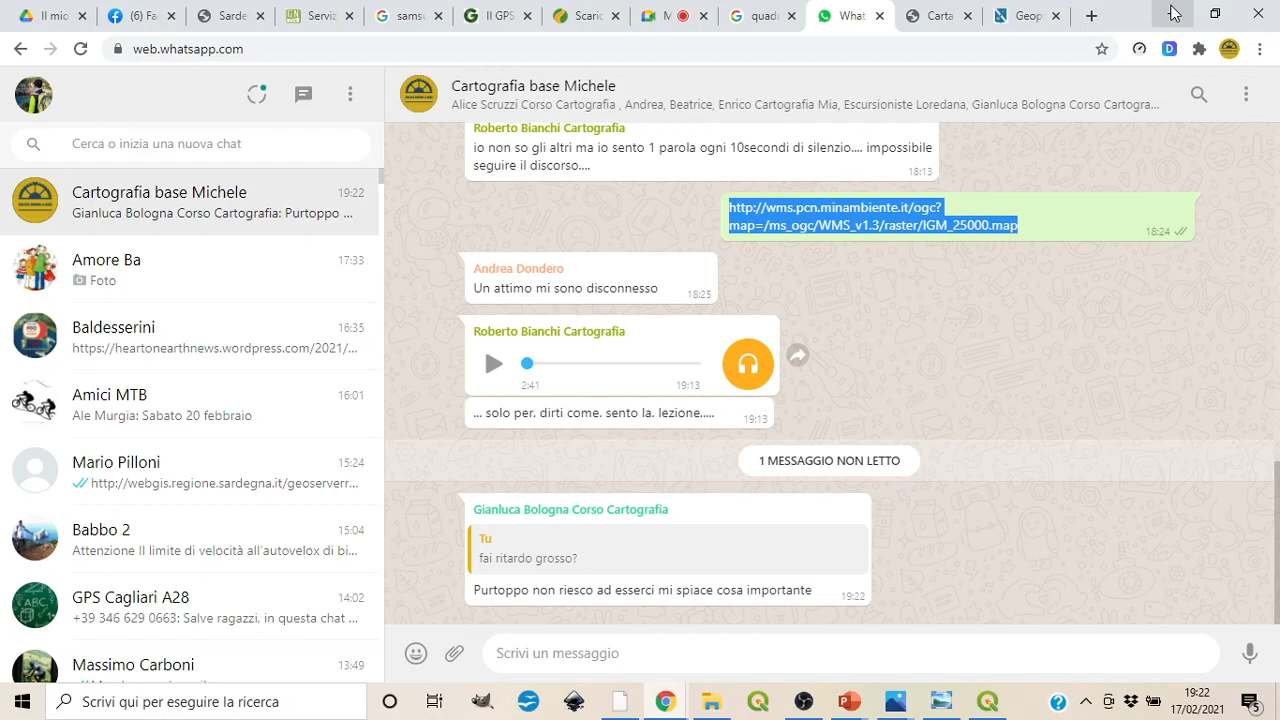 Il mic
Fac
Sarde
Serviz
samsu
Il GPS
Scaric
M
quad
What
Carta
Geop
web.whatsapp.com
D
Cartografia base Michele
Alice Scruzzi Corso Cartografia , Andrea, Beatrice, Enrico Cartografia Mia, Escursioniste Loredana, Gianluca Bologna Corso Cartogra...
Cerca o inizia una nuova chat
Cartografia base Michele 19:22
Gianluca Bologna Corso Cartografia: Purtoppo ...
Amore Ba 17:33
Foto
Baldesserini 16:35
https://heartonearthnews.wordpress.com/2021/...
Amici MTB 16:01
Ale Murgia: Sabato 20 febbraio
Mario Pilloni 15:24
http://webgis.regione.sardegna.it/geoserverr...
Babbo 2 15:04
Attenzione Il limite di velocità all'autovelox di bi...
GPS Cagliari A28 14:02
+39 346 629 0663: Salve ragazzi, in questa chat ...
Massimo Carboni 13:49
Roberto Bianchi Cartografia
io non so gli altri ma io sento 1 parola ogni 10secondi di silenzio.... impossibile
seguire il discorso....
18:13
http://wms.pcn.minambiente.it/ogc?
map=/ms_ogc/WMS_v1.3/raster/IGM_25000.map
18:24
Andrea Dondero
Un attimo mi sono disconnesso
18:25
Roberto Bianchi Cartografia
2:41 19:13
... solo per. dirti come. sento la. lezione.....
19:13
1 MESSAGGIO NON LETTO
Gianluca Bologna Corso Cartografia
Tu
fai ritardo grosso?
Purtoppo non riesco ad esserci mi spiace cosa importante
19:22
Scrivi un messaggio
Scrivi qui per eseguire la ricerca
19:22
17/02/2021
5